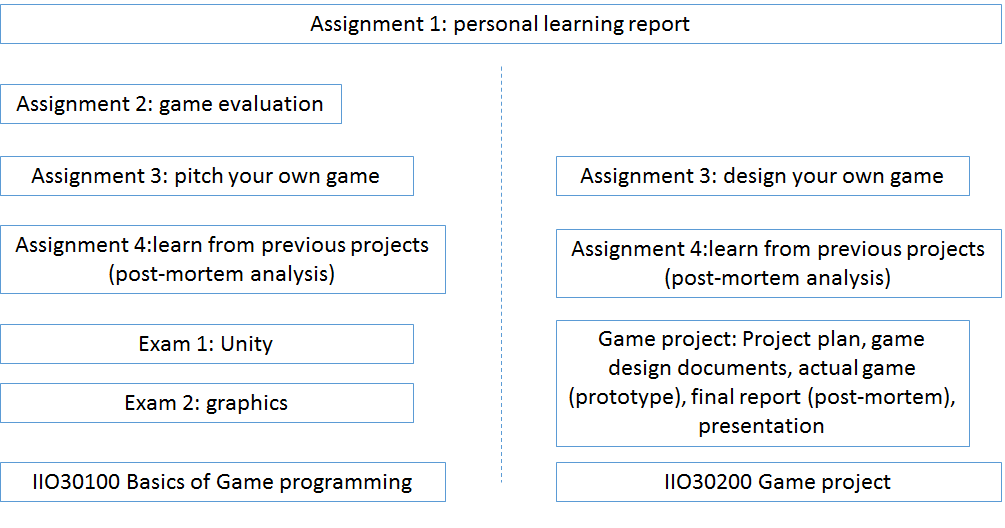 Assignment 1: personal learning report
Assignment 2: game evaluation
Assignment 3: pitch your own game
Assignment 4:learn from previous projects
(post-mortem analysis)
Exam 1: Unity
Exam 2: graphics
IIO30100 Basics of Game programming
Assignment 3: design your own game
Assignment 4:learn from previous projects
(post-mortem analysis)
Game project: Project plan, game
design documents, actual game
(prototype), final report (post-mortem),
presentation
IIO30200 Game project